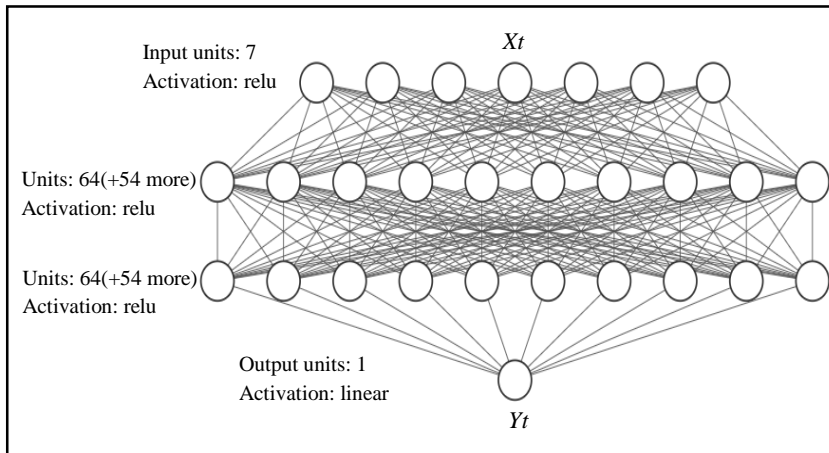 Input units: 7
Xt
Activation: relu
Units: 64(+54 more)
Activation: relu
Units: 64(+54 more)
Activation: relu
Output units: 1
Activation: linear
Yt